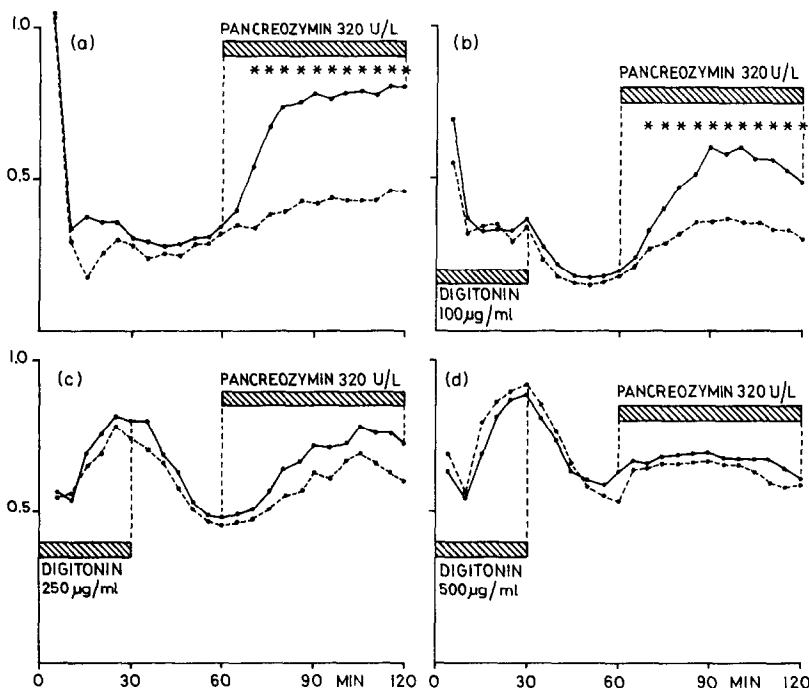 1.0
(a)
PANCREOZYMIN 320 U/L
***********
0.5
(b)
PANCREOZYMIN 320 U/L
***********
DIGITONIN
100 µg/ml
1.0
(c)
PANCREOZYMIN 320 U/L
0.5
DIGITONIN
250 µg/ml
(d)
PANCREOZYMIN 320 U/L
DIGITONIN
500 µg/ml
0 30 60 90 MIN 120
0 30 60 90 MIN 120